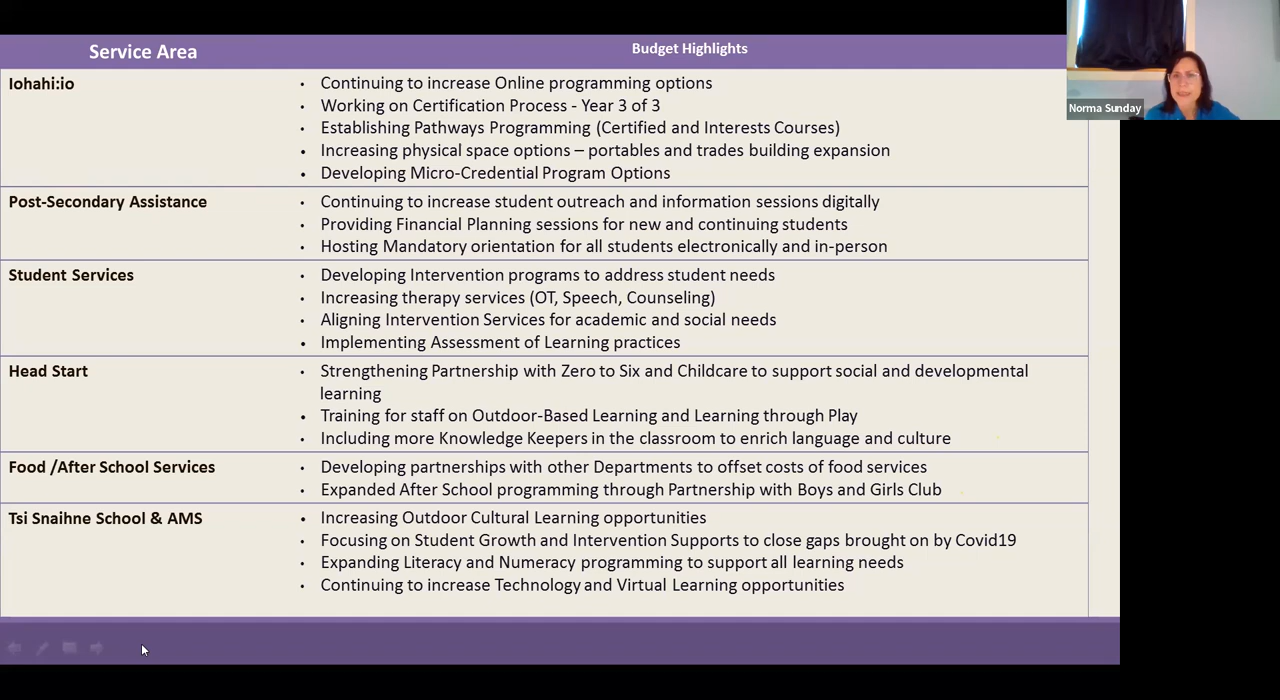 Service Area
Budget Highlights
Norma Sunday
Iohahi:io
• Continuing to increase Online programming options
• Working on Certification Process - Year 3 of 3
• Establishing Pathways Programming (Certified and Interests Courses)
• Increasing physical space options – portables and trades building expansion
• Developing Micro-Credential Program Options
Post-Secondary Assistance
• Continuing to increase student outreach and information sessions digitally
• Providing Financial Planning sessions for new and continuing students
• Hosting Mandatory orientation for all students electronically and in-person
Student Services
• Developing Intervention programs to address student needs
• Increasing therapy services (OT, Speech, Counseling)
• Aligning Intervention Services for academic and social needs
• Implementing Assessment of Learning practices
Head Start
• Strengthening Partnership with Zero to Six and Childcare to support social and developmental
learning
• Training for staff on Outdoor-Based Learning and Learning through Play
• Including more Knowledge Keepers in the classroom to enrich language and culture
Food /After School Services
• Developing partnerships with other Departments to offset costs of food services
• Expanded After School programming through Partnership with Boys and Girls Club
Tsi Snaihne School & AMS
• Increasing Outdoor Cultural Learning opportunities
• Focusing on Student Growth and Intervention Supports to close gaps brought on by Covid19
• Expanding Literacy and Numeracy programming to support all learning needs
• Continuing to increase Technology and Virtual Learning opportunities